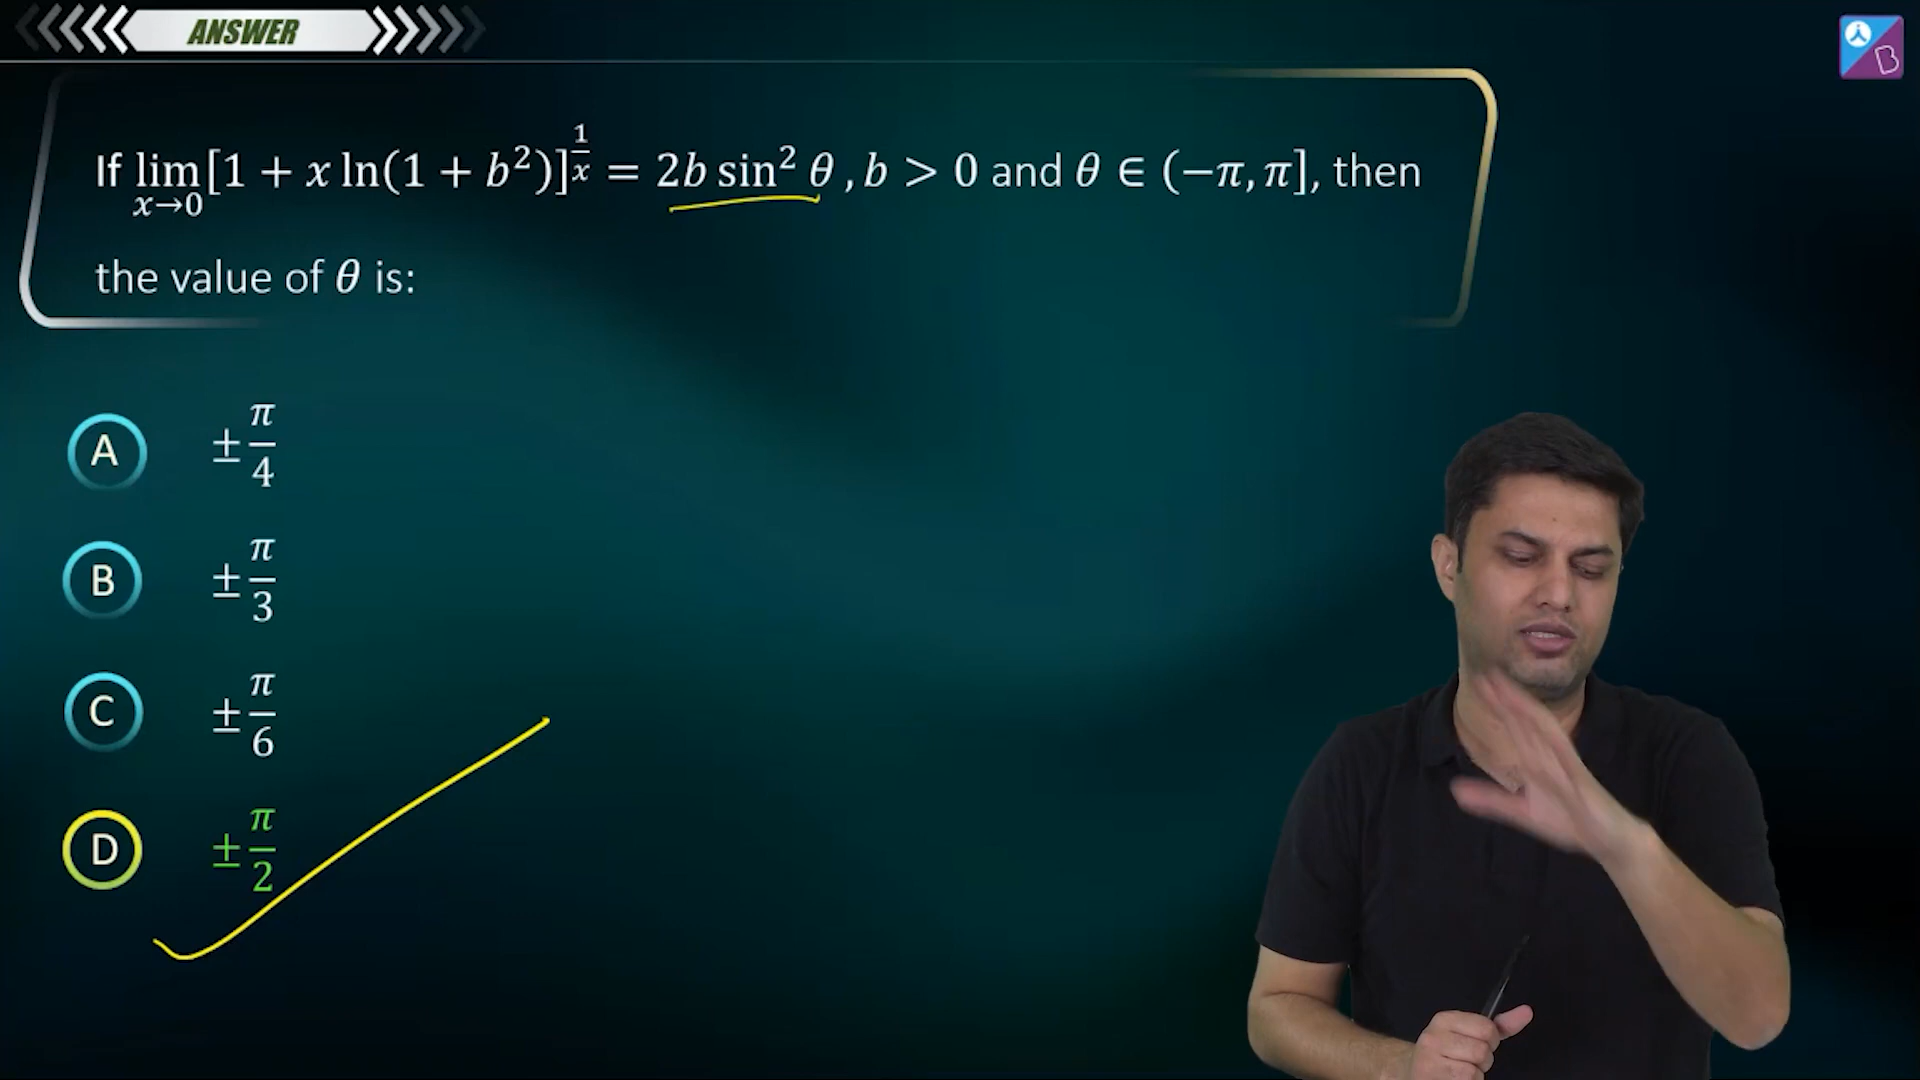 ANSWER
If lim x→0 [1 + x ln(1 + b²)]^(1/x) = 2b sin² θ , b > 0 and θ ∈ (−π, π], then
the value of θ is:
A ± π/4
B ± π/3
C ± π/6
D ± π/2
B